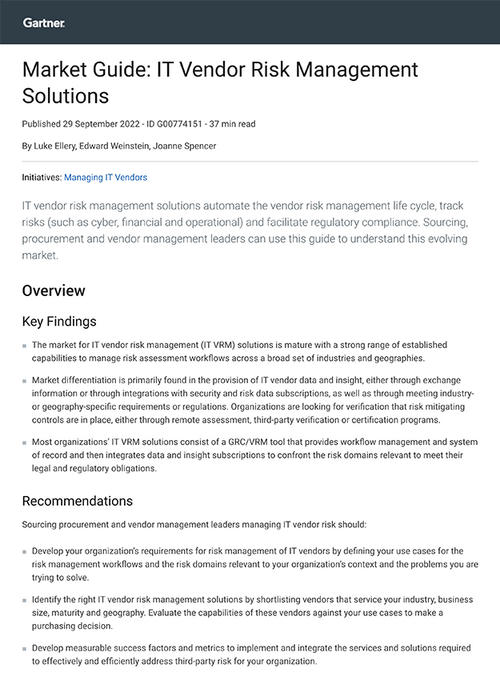 Gartner
Market Guide: IT Vendor Risk Management
Solutions
Published 29 September 2022 - ID G00774151 - 37 min read
By Luke Ellery, Edward Weinstein, Joanne Spencer
Initiatives: Managing IT Vendors
IT vendor risk management solutions automate the vendor risk management life cycle, track
risks (such as cyber, financial and operational) and facilitate regulatory compliance. Sourcing,
procurement and vendor management leaders can use this guide to understand this evolving
market.
Overview
Key Findings
The market for IT vendor risk management (IT VRM) solutions is mature with a strong range of established
capabilities to manage risk assessment workflows across a broad set of industries and geographies.
Market differentiation is primarily found in the provision of IT vendor data and insight, either through exchange
information or through integrations with security and risk data subscriptions, as well as through meeting industry-
or geography-specific requirements or regulations. Organizations are looking for verification that risk mitigating
controls are in place, either through remote assessment, third-party verification or certification programs.
Most organizations' IT VRM solutions consist of a GRC/VRM tool that provides workflow management and system
of record and then integrates data and insight subscriptions to confront the risk domains relevant to meet their
legal and regulatory obligations.
Recommendations
Sourcing procurement and vendor management leaders managing IT vendor risk should:
Develop your organization's requirements for risk management of IT vendors by defining your use cases for the
risk management workflows and the risk domains relevant to your organization's context and the problems you are
trying to solve.
Identify the right IT vendor risk management solutions by shortlisting vendors that service your industry, business
size, maturity and geography. Evaluate the capabilities of these vendors against your use cases to make a
purchasing decision.
Develop measurable success factors and metrics to implement and integrate the services and solutions required
to effectively and efficiently address third-party risk for your organization.